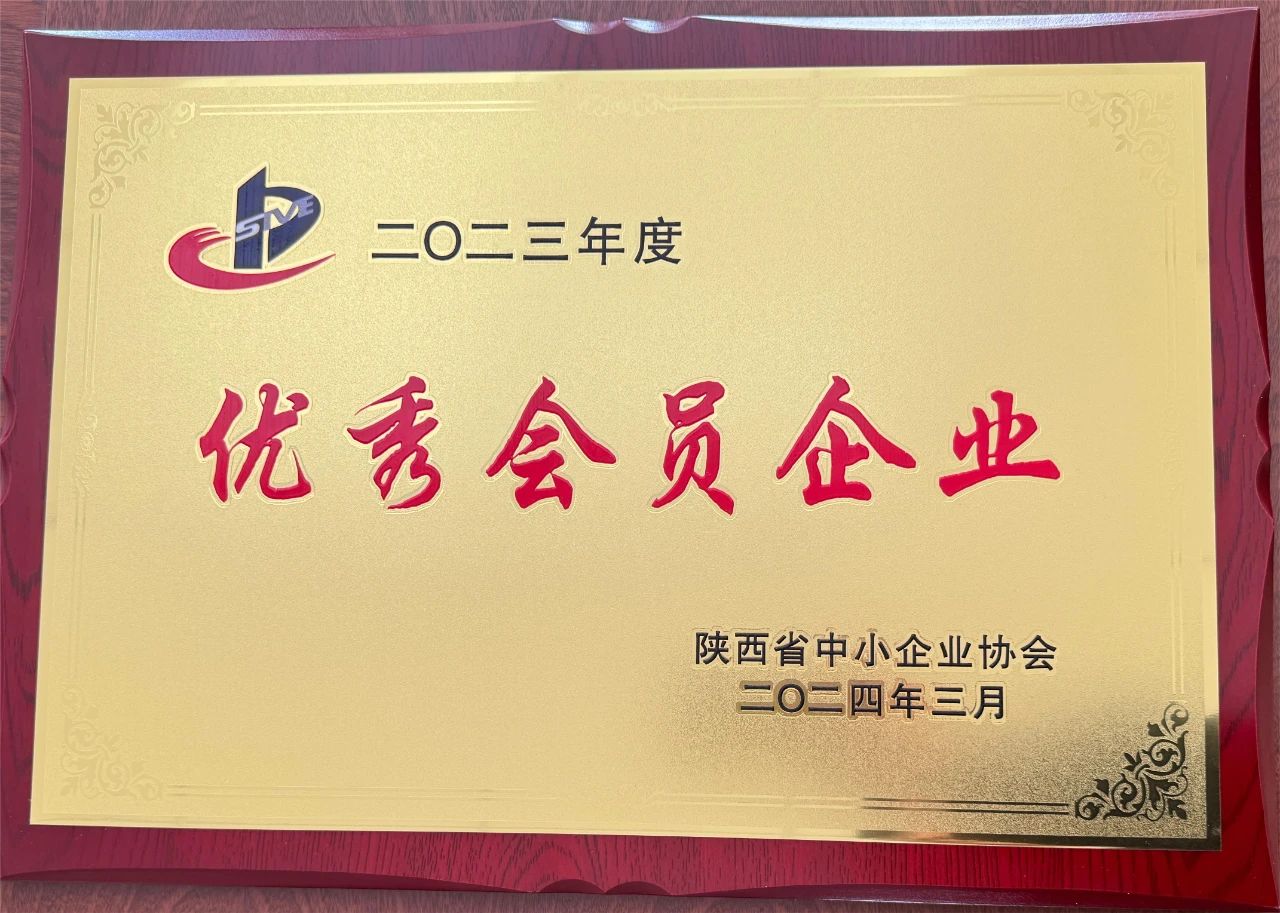 SIVE
二〇二三年度
优秀会员企业
陕西省中小企业协会
二〇二四年三月